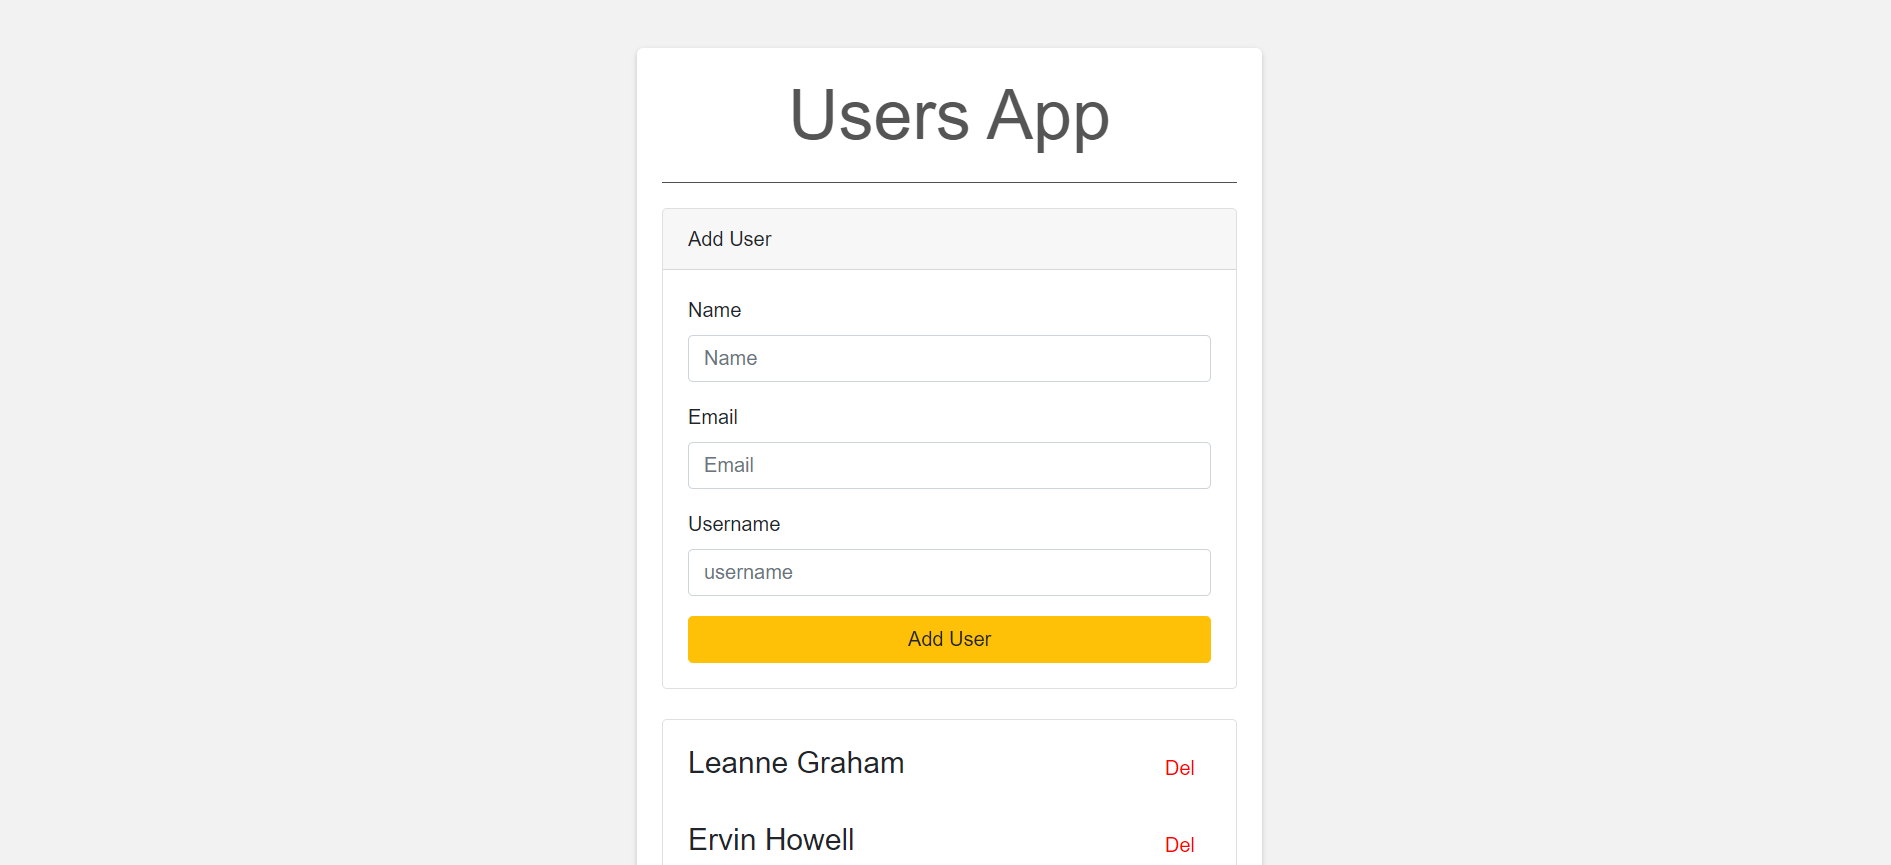 Users App
Add User
Name
Name
Email
Email
Username
username
Add User
Leanne Graham Del
Ervin Howell Del